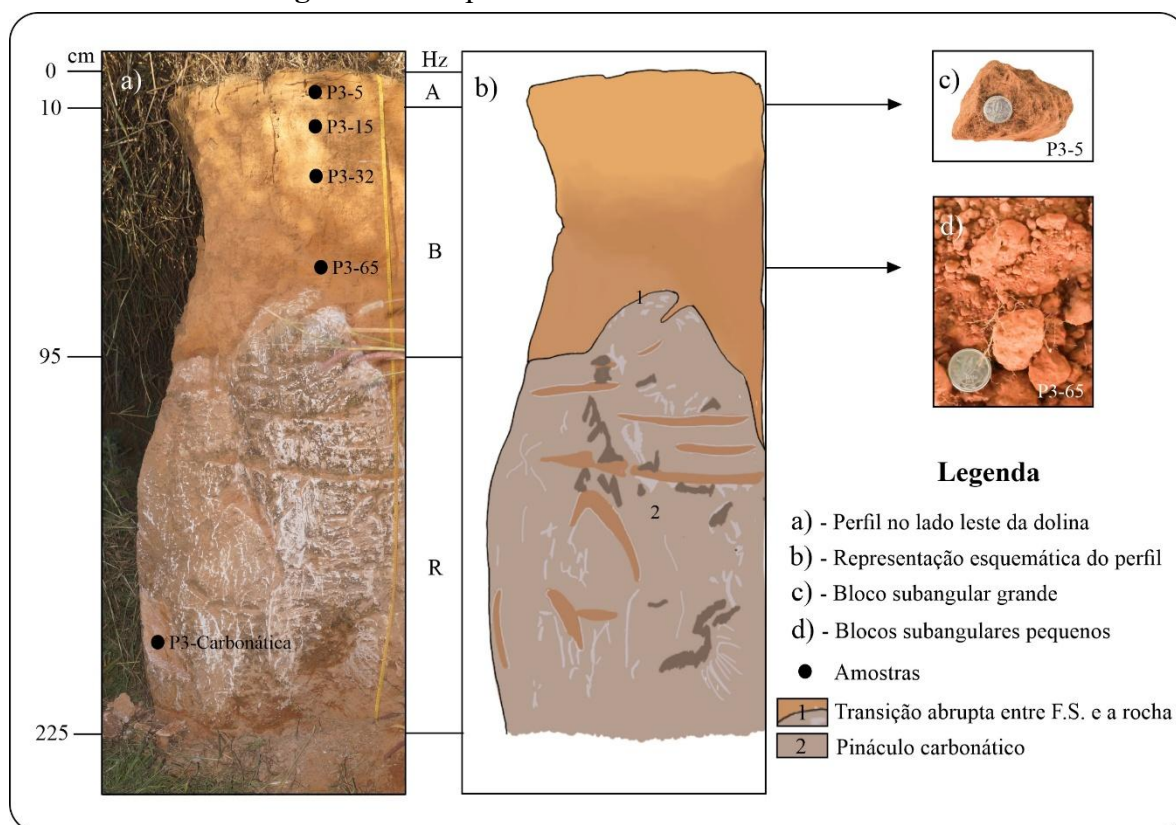 cm
0
10
95
225
a)
P3-5
P3-15
P3-32
P3-65
P3-Carbonática
Hz
A
B
R
b)
1
2
c)
P3-5
d)
P3-65
Legenda
a) - Perfil no lado leste da dolina
b) - Representação esquemática do perfil
c) - Bloco subangular grande
d) - Blocos subangulares pequenos
Amostras
1 Transição abrupta entre F.S. e a rocha
2 Pináculo carbonático